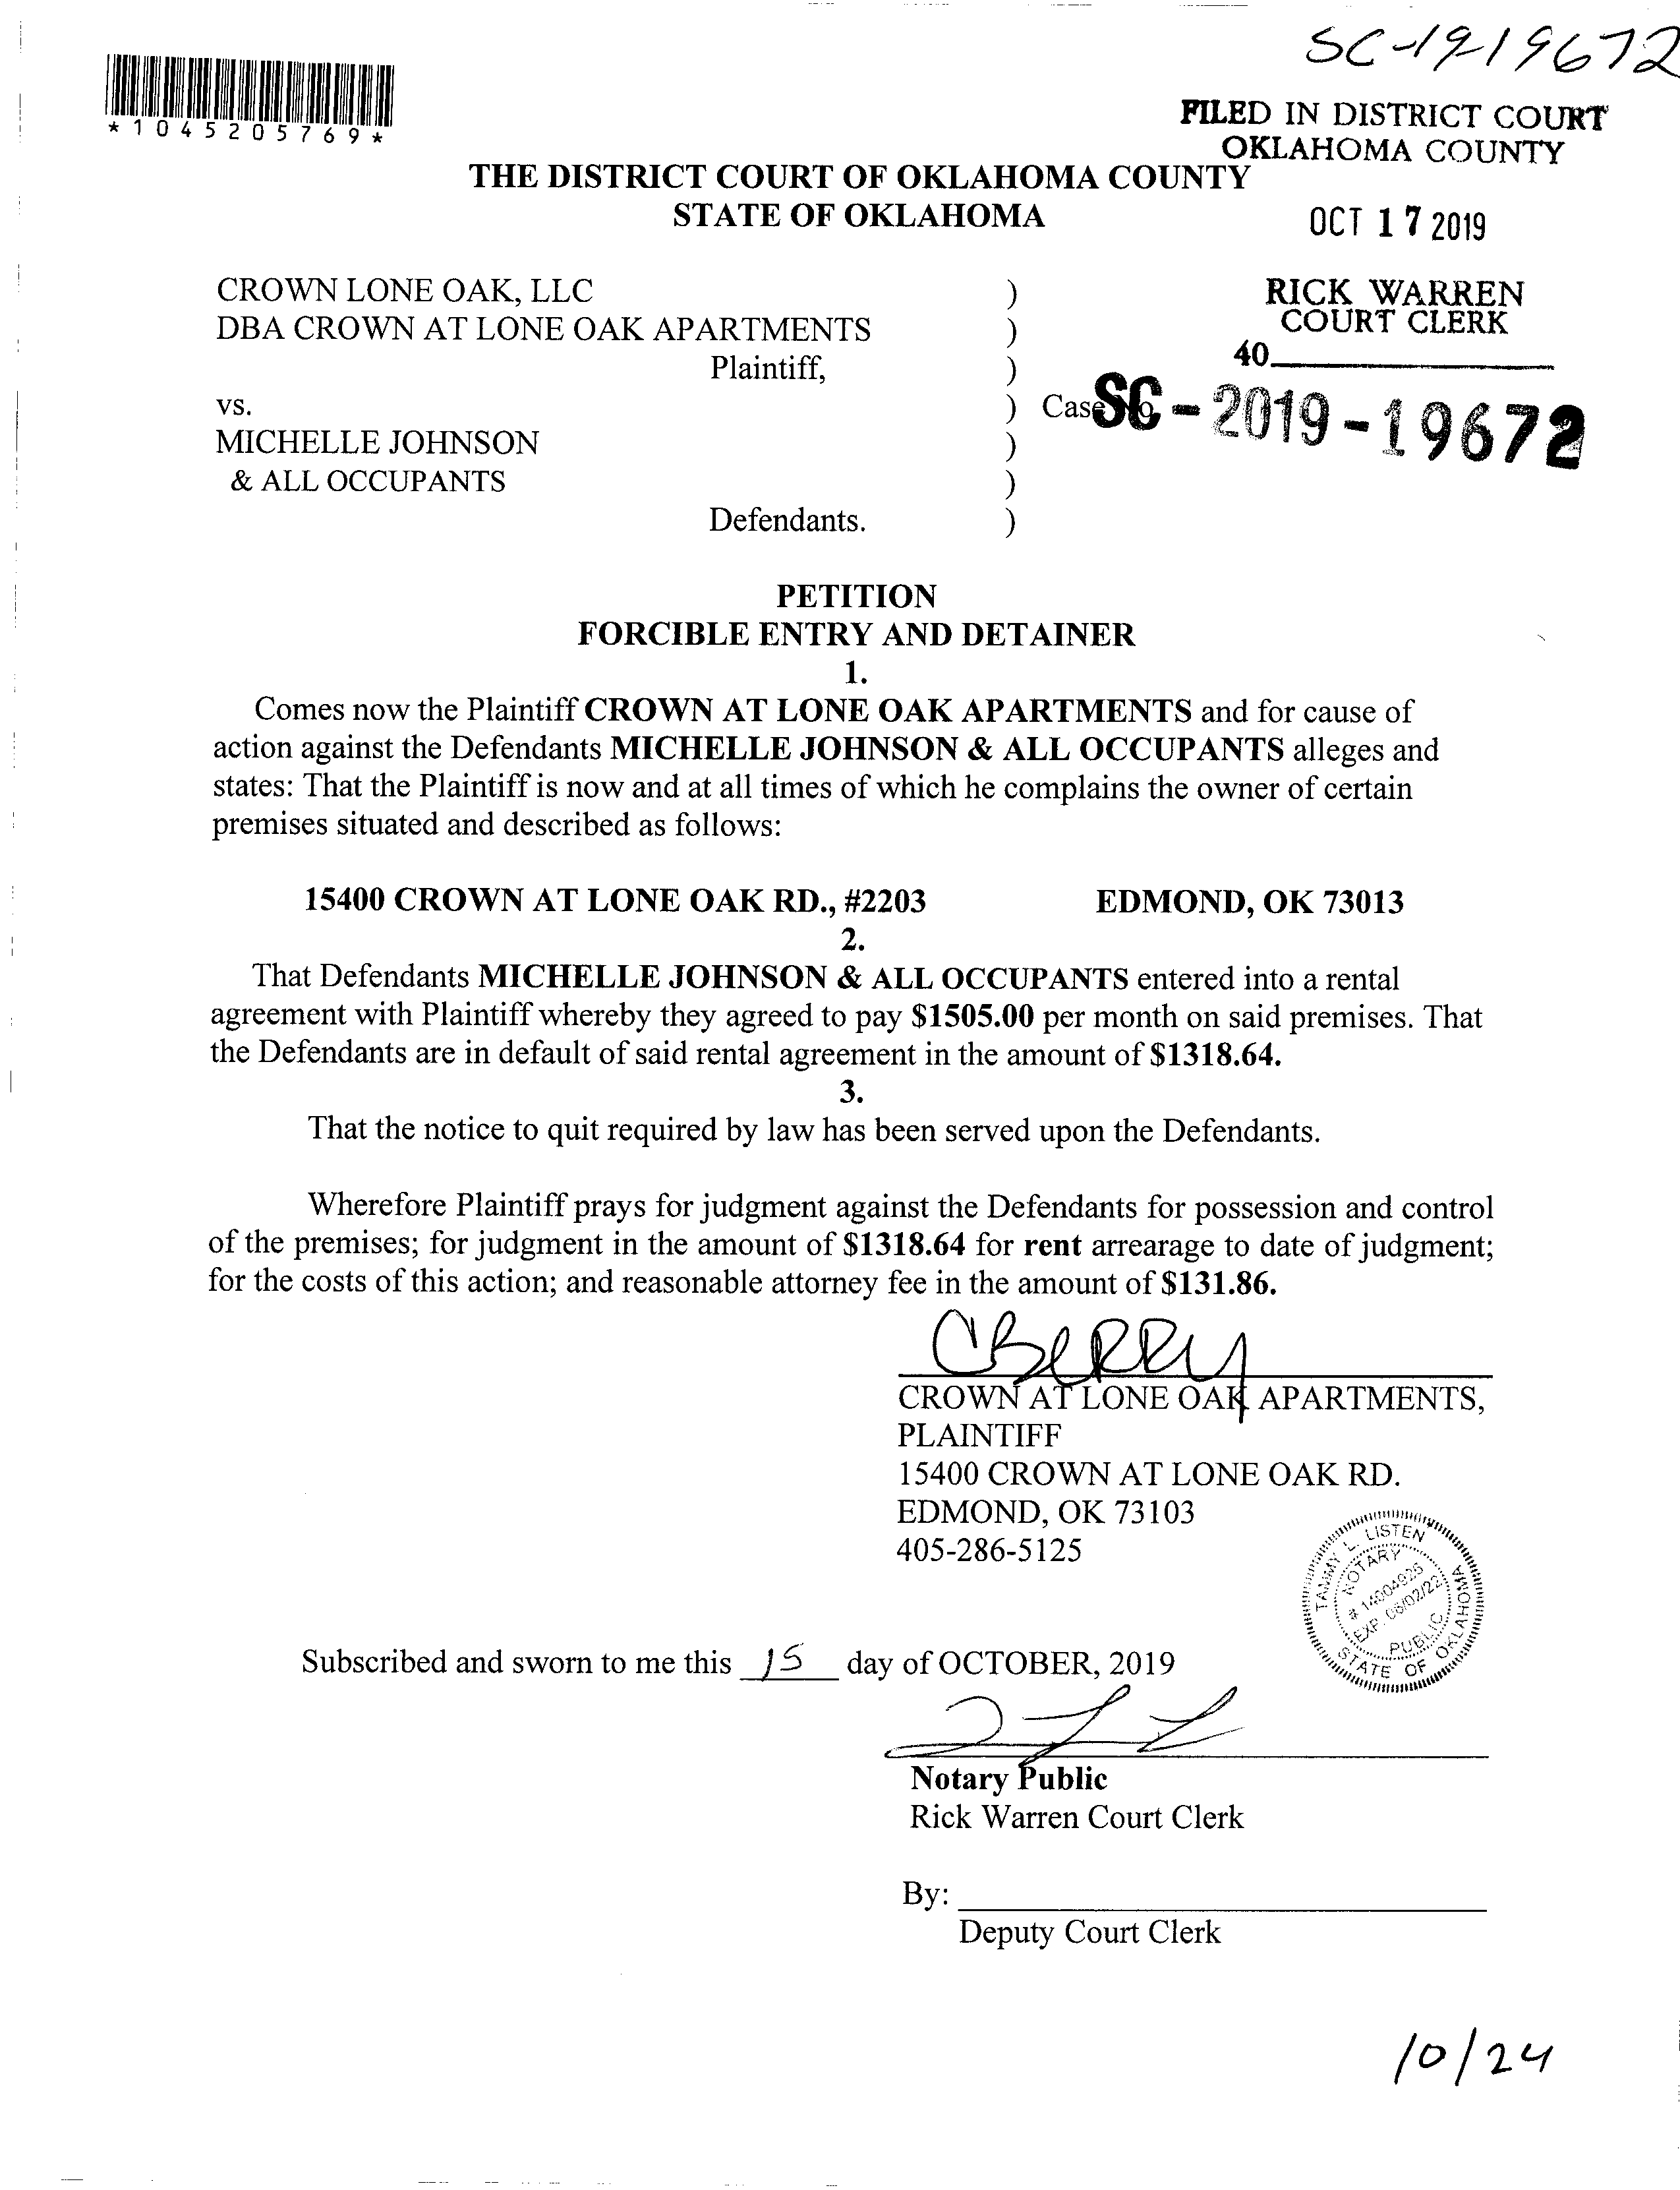 SC-1919672
*1045205769*
FILED IN DISTRICT COURT
OKLAHOMA COUNTY
THE DISTRICT COURT OF OKLAHOMA COUNTY
STATE OF OKLAHOMA
OCT 17 2019
CROWN LONE OAK, LLC )
DBA CROWN AT LONE OAK APARTMENTS )
Plaintiff, )
RICK WARREN
COURT CLERK
40
vs. ) Case No. SC-2019-19672
MICHELLE JOHNSON )
& ALL OCCUPANTS )
Defendants. )
PETITION
FORCIBLE ENTRY AND DETAINER
1.
Comes now the Plaintiff CROWN AT LONE OAK APARTMENTS and for cause of
action against the Defendants MICHELLE JOHNSON & ALL OCCUPANTS alleges and
states: That the Plaintiff is now and at all times of which he complains the owner of certain
premises situated and described as follows:
15400 CROWN AT LONE OAK RD., #2203 EDMOND, OK 73013
2.
That Defendants MICHELLE JOHNSON & ALL OCCUPANTS entered into a rental
agreement with Plaintiff whereby they agreed to pay $1505.00 per month on said premises. That
the Defendants are in default of said rental agreement in the amount of $1318.64.
3.
That the notice to quit required by law has been served upon the Defendants.
Wherefore Plaintiff prays for judgment against the Defendants for possession and control
of the premises; for judgment in the amount of $1318.64 for rent arrearage to date of judgment;
for the costs of this action; and reasonable attorney fee in the amount of $131.86.
CBERRY
CROWN AT LONE OAK APARTMENTS,
PLAINTIFF
15400 CROWN AT LONE OAK RD.
EDMOND, OK 73103
405-286-5125
TAMMY L. LISTEN
NOTARY
# 14004926
EXP. 06/02/22
PUBLIC
STATE OF OKLAHOMA
Subscribed and sworn to me this 15 day of OCTOBER, 2019
Notary Public
Rick Warren Court Clerk
By:
Deputy Court Clerk
10/24